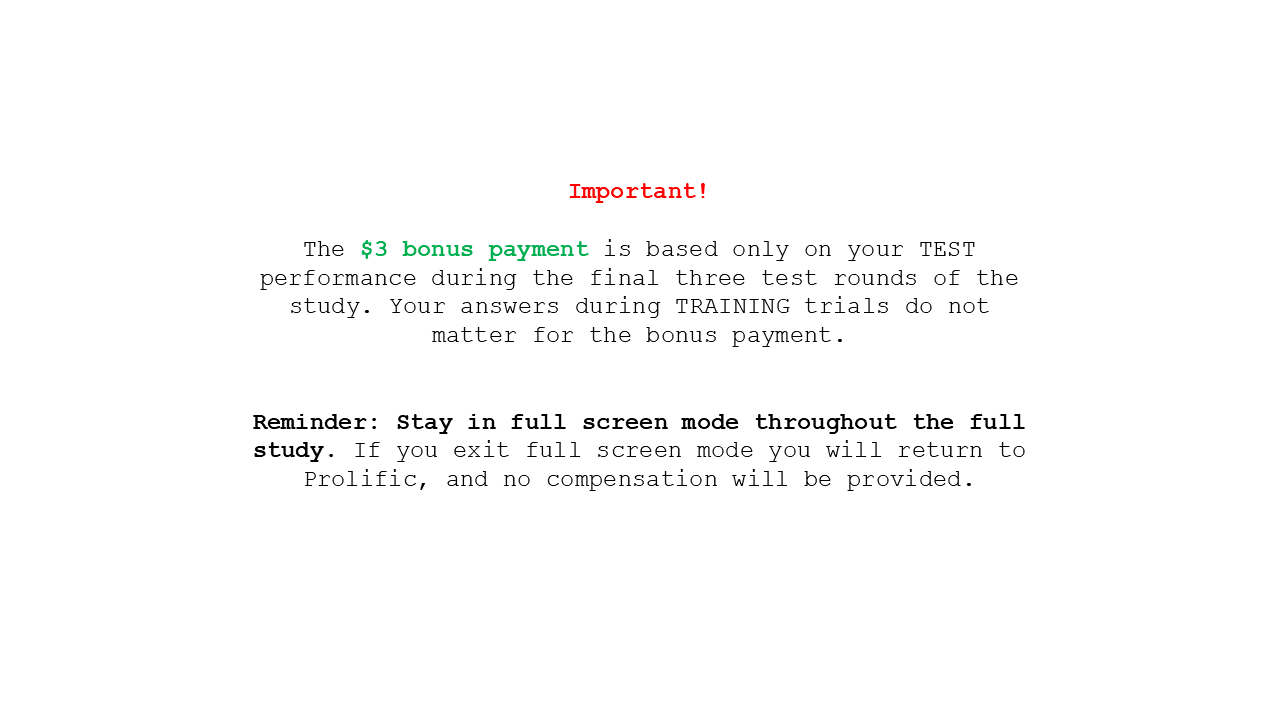 Important!
The $3 bonus payment is based only on your TEST
performance during the final three test rounds of the
study. Your answers during TRAINING trials do not
matter for the bonus payment.
Reminder: Stay in full screen mode throughout the full
study. If you exit full screen mode you will return to
Prolific, and no compensation will be provided.